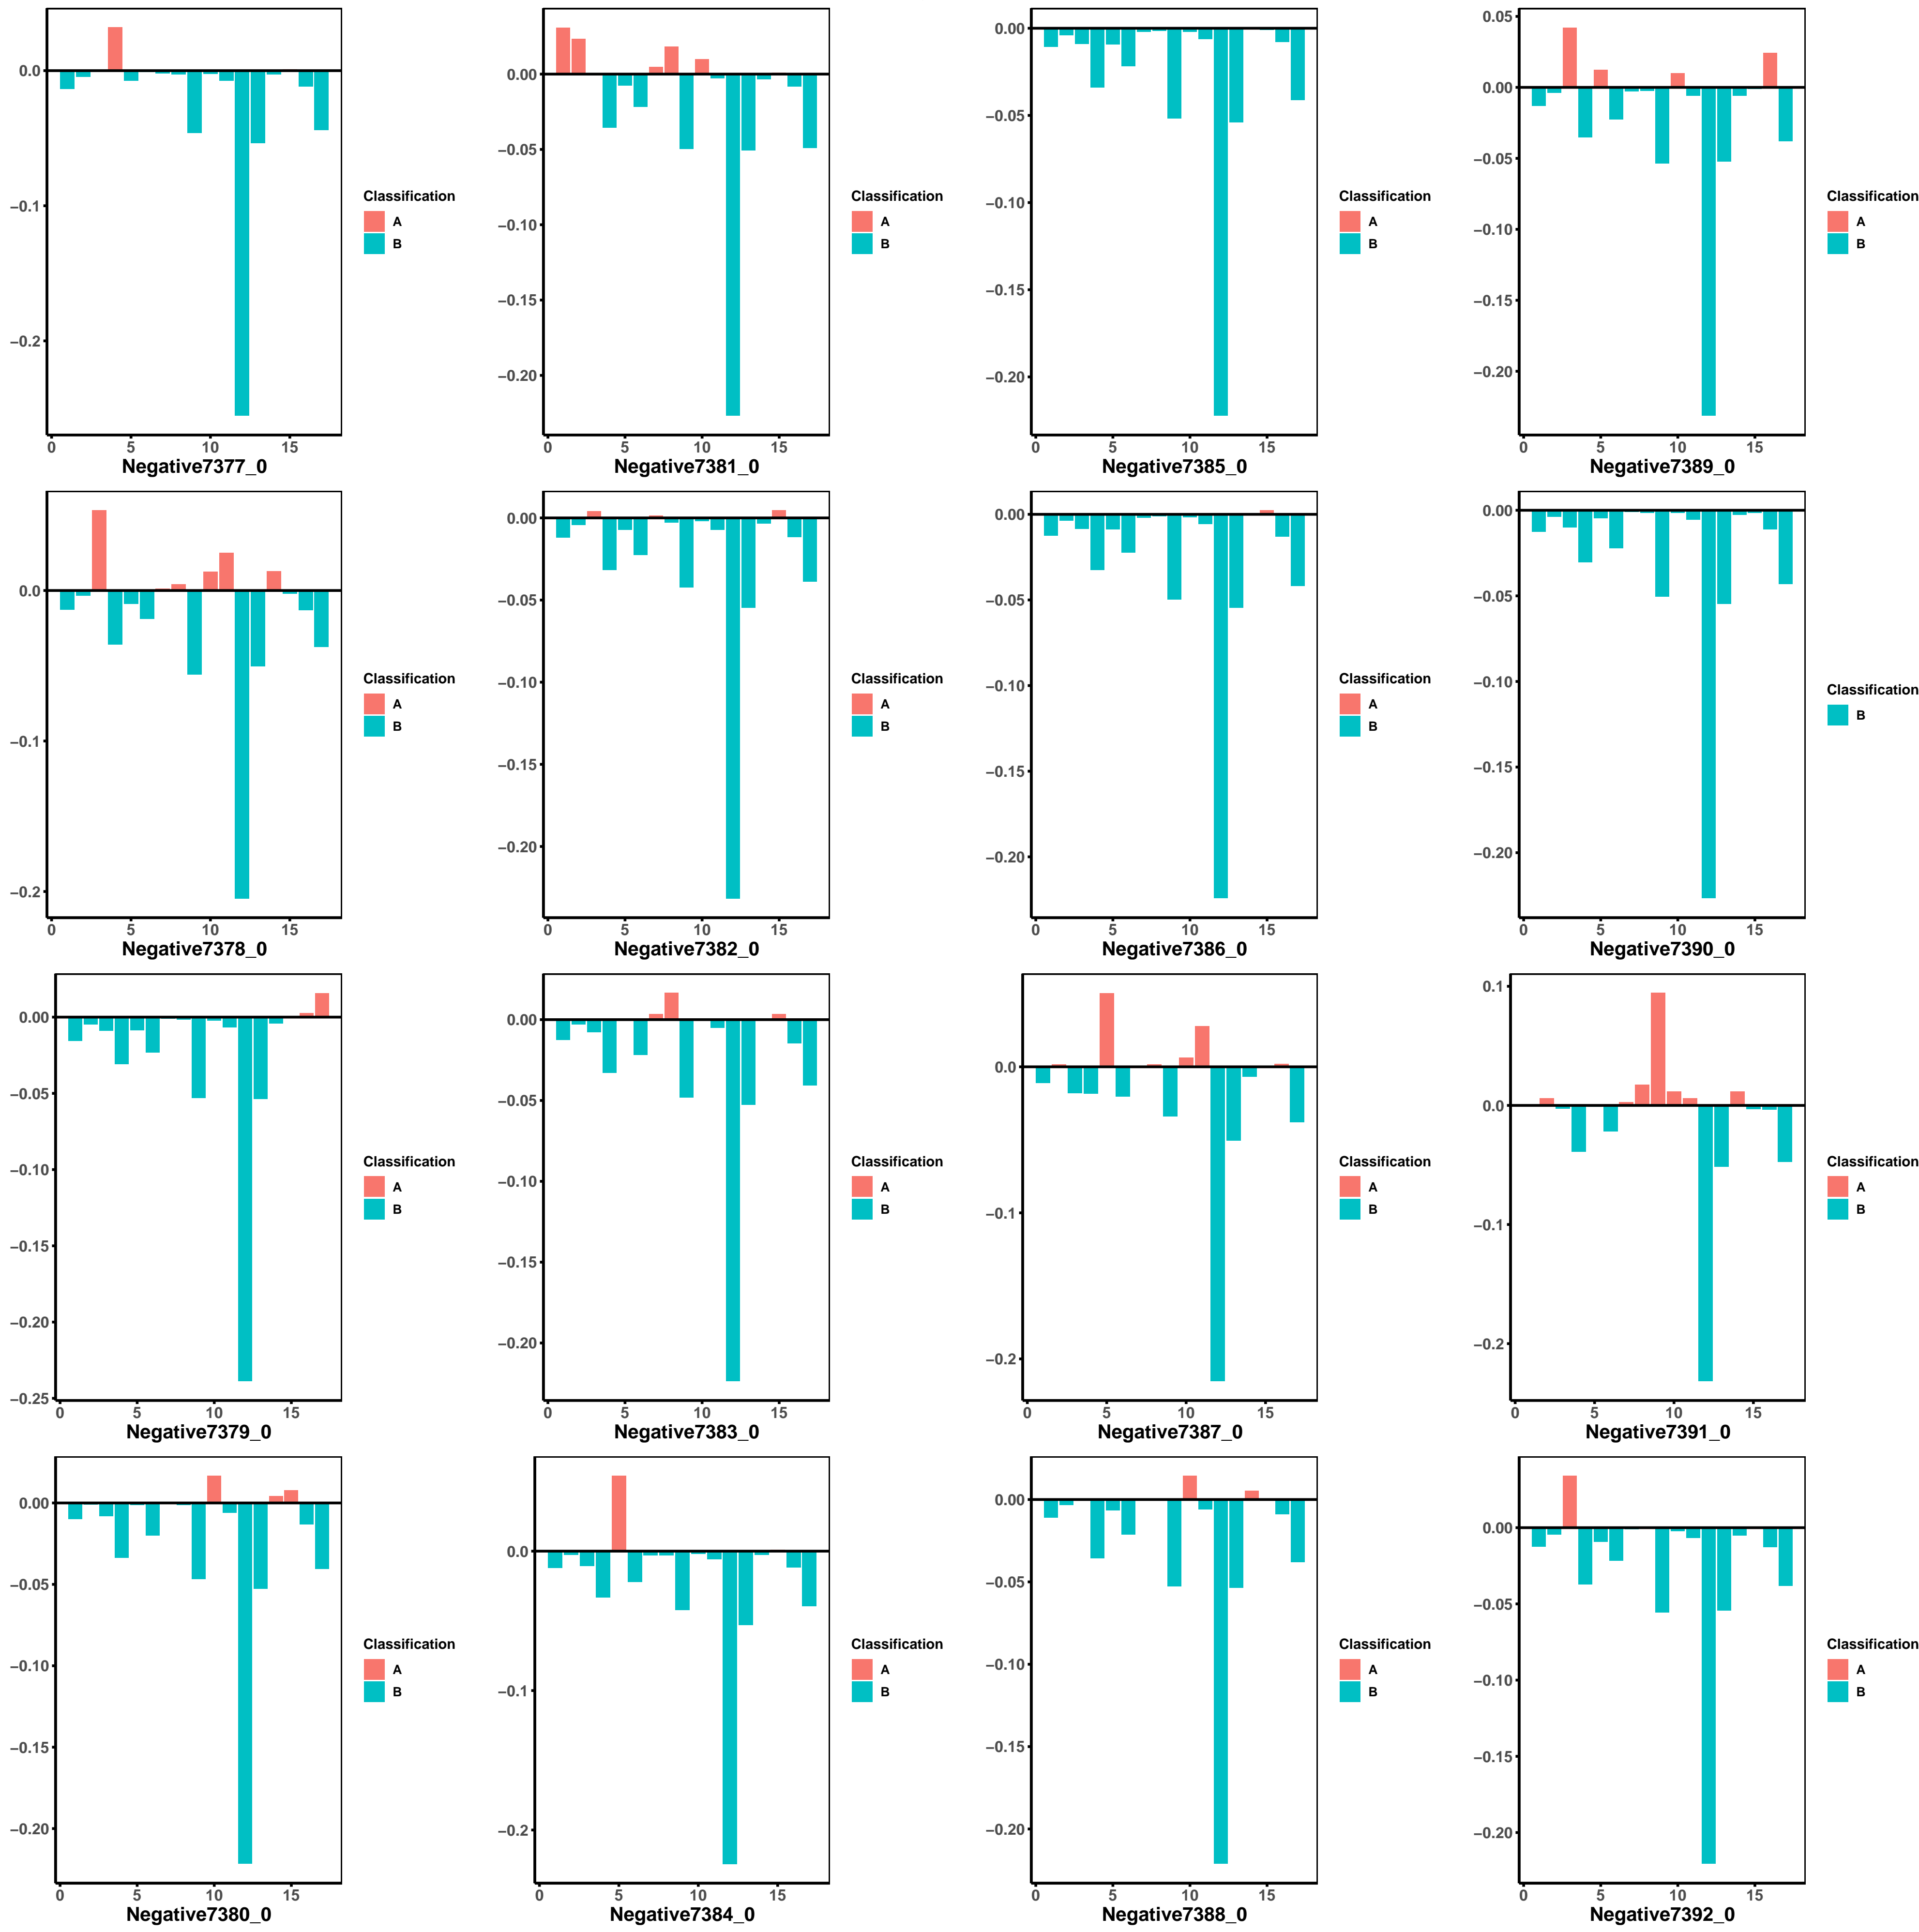 0.0
−0.1
−0.2
0 5 10 15
Negative7377_0
Classification
A
B
0.00
−0.05
−0.10
−0.15
−0.20
0 5 10 15
Negative7381_0
Classification
A
B
0.00
−0.05
−0.10
−0.15
−0.20
0 5 10 15
Negative7385_0
Classification
A
B
0.05
0.00
−0.05
−0.10
−0.15
−0.20
0 5 10 15
Negative7389_0
Classification
A
B
0.0
−0.1
−0.2
0 5 10 15
Negative7378_0
Classification
A
B
0.00
−0.05
−0.10
−0.15
−0.20
0 5 10 15
Negative7382_0
Classification
A
B
0.00
−0.05
−0.10
−0.15
−0.20
0 5 10 15
Negative7386_0
Classification
A
B
0.00
−0.05
−0.10
−0.15
−0.20
0 5 10 15
Negative7390_0
Classification
B
0.00
−0.05
−0.10
−0.15
−0.20
−0.25
0 5 10 15
Negative7379_0
Classification
A
B
0.00
−0.05
−0.10
−0.15
−0.20
0 5 10 15
Negative7383_0
Classification
A
B
0.0
−0.1
−0.2
0 5 10 15
Negative7387_0
Classification
A
B
0.1
0.0
−0.1
−0.2
0 5 10 15
Negative7391_0
Classification
A
B
0.00
−0.05
−0.10
−0.15
−0.20
0 5 10 15
Negative7380_0
Classification
A
B
0.0
−0.1
−0.2
0 5 10 15
Negative7384_0
Classification
A
B
0.00
−0.05
−0.10
−0.15
−0.20
0 5 10 15
Negative7388_0
Classification
A
B
0.00
−0.05
−0.10
−0.15
−0.20
0 5 10 15
Negative7392_0
Classification
A
B